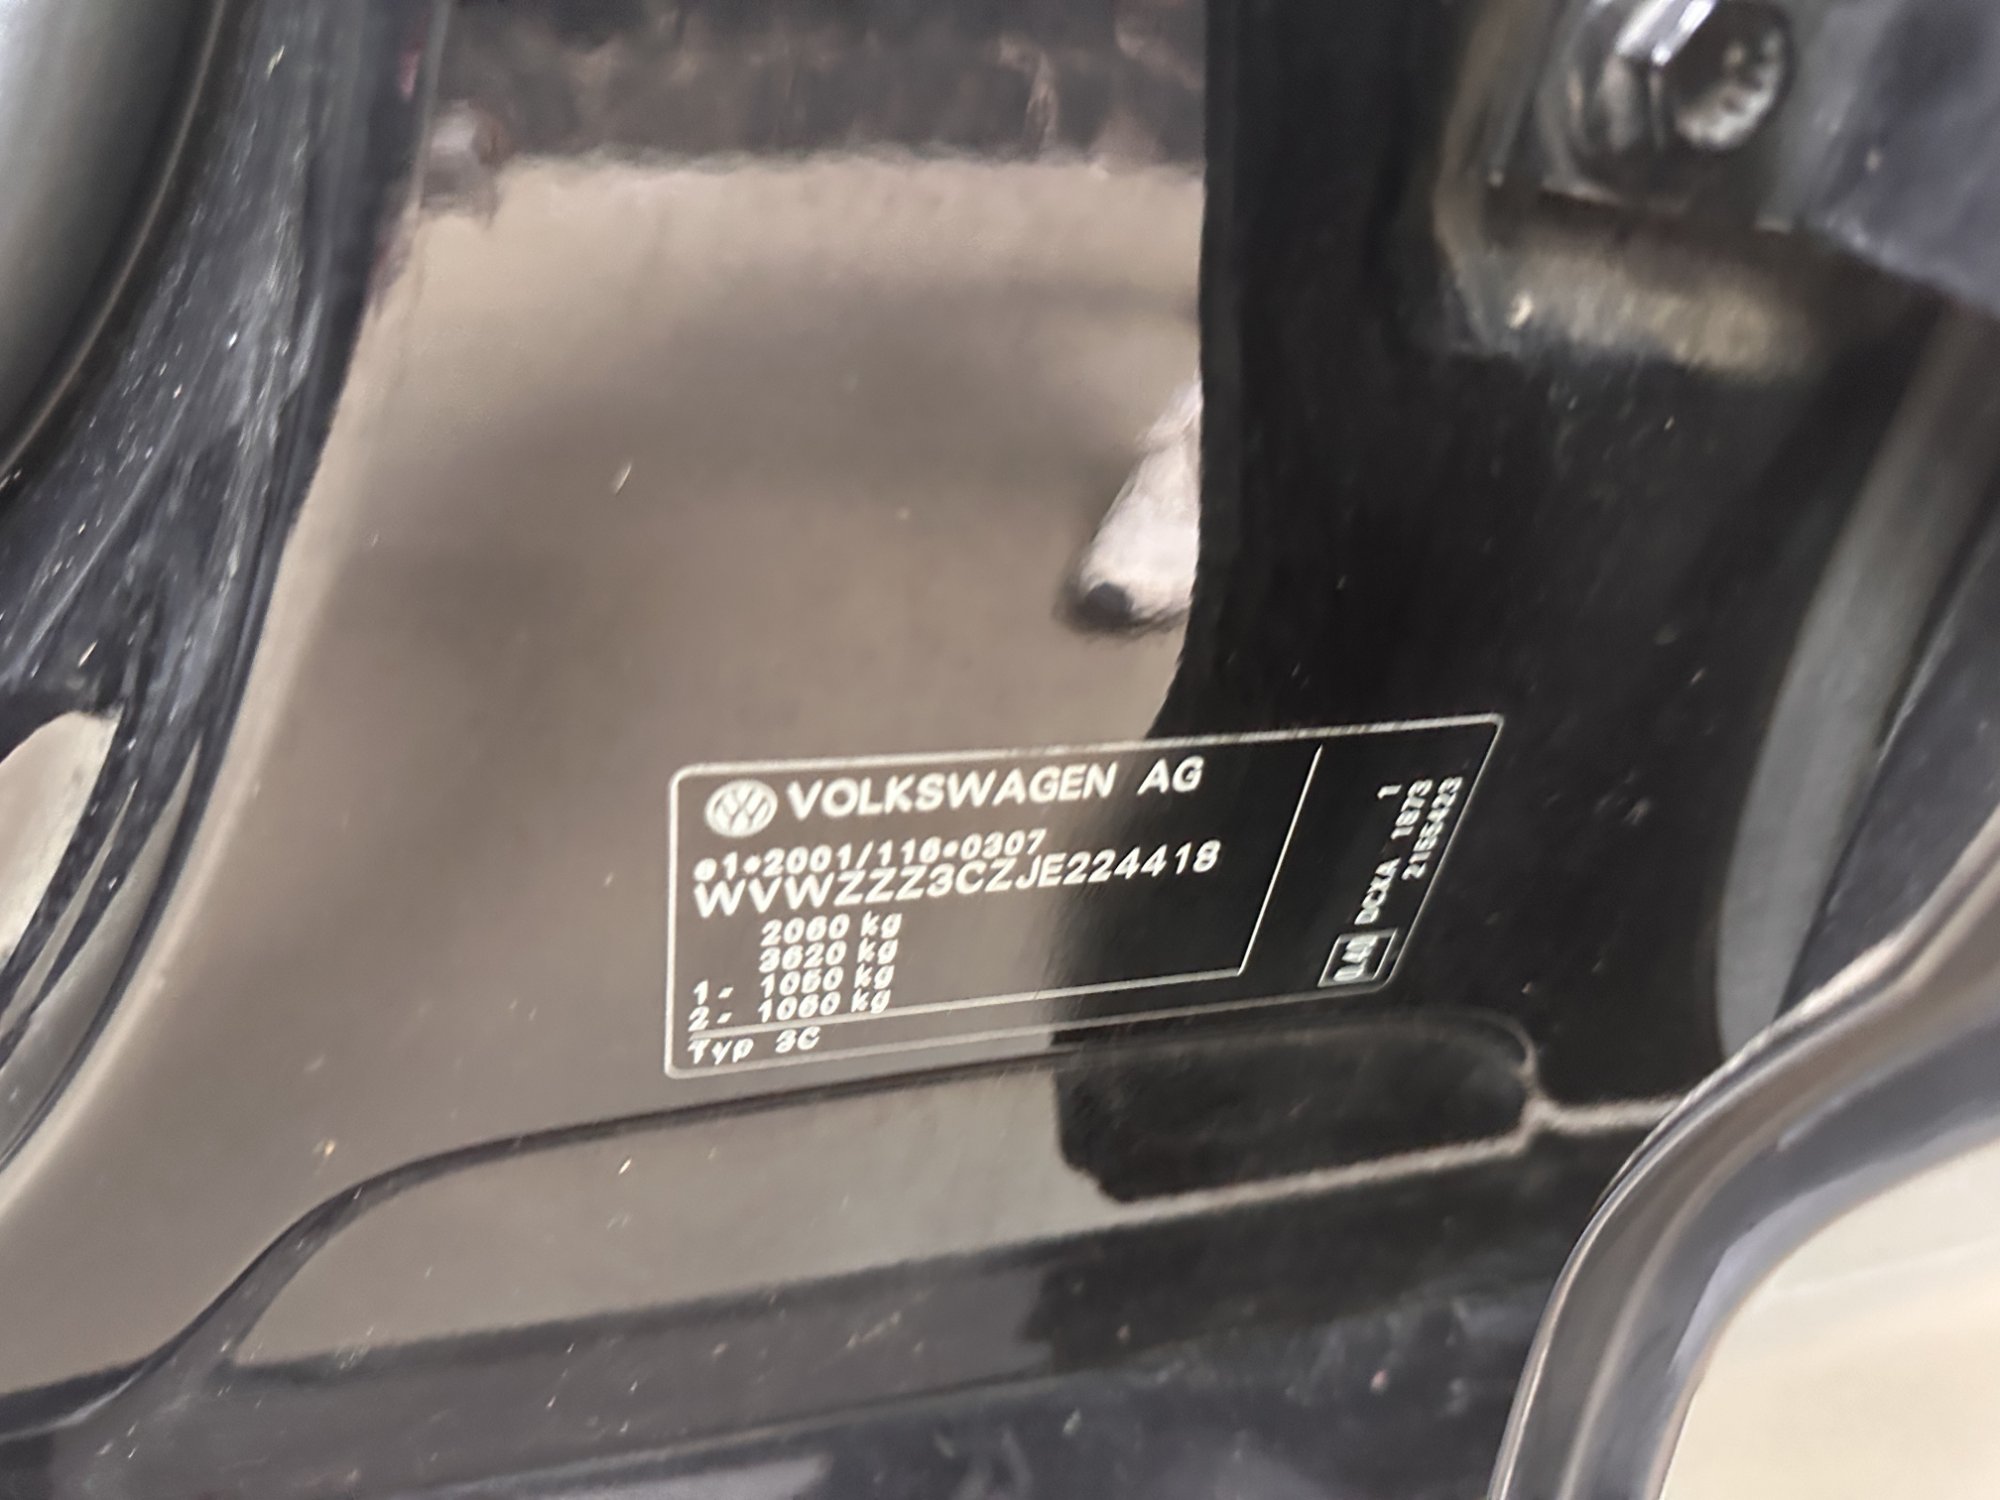 VOLKSWAGEN AG
e1*2001/116*0307
WVWZZZ3CZJE224418
2060 kg
3620 kg
1- 1050 kg
2- 1060 kg
Typ 3C
1
DCXA 1673
2155423